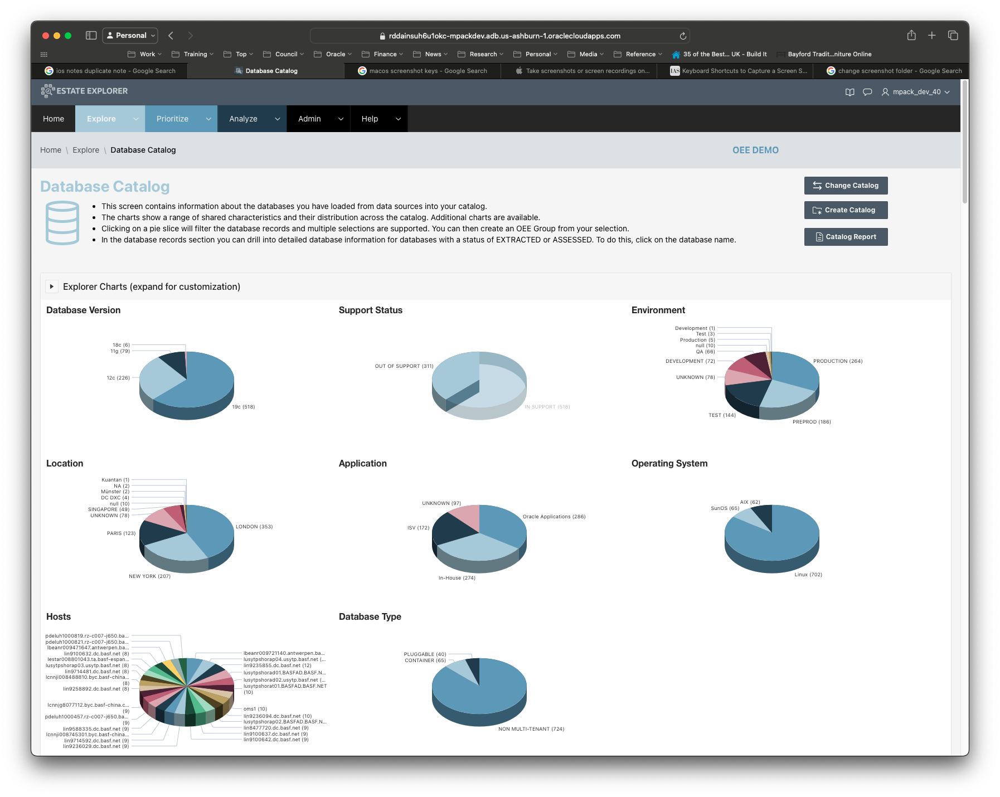 Personal
rddainsuh6u1okc-mpackdev.adb.us-ashburn-1.oraclecloudapps.com
Work Training Top Council Oracle Finance News Research Personal Media Reference 35 of the Best... UK - Build It Bayford Tradit...niture Online
ios notes duplicate note - Google Search Database Catalog macos screenshot keys - Google Search Take screenshots or screen recordings on... IAS Keyboard Shortcuts to Capture a Screen S... change screenshot folder - Google Search
ESTATE EXPLORER mpack_dev_40
Home Explore Prioritize Analyze Admin Help
Home \ Explore \ Database Catalog OEE DEMO
Database Catalog
Change Catalog
• This screen contains information about the databases you have loaded from data sources into your catalog.
• The charts show a range of shared characteristics and their distribution across the catalog. Additional charts are available.
Create Catalog
• Clicking on a pie slice will filter the database records and multiple selections are supported. You can then create an OEE Group from your selection.
• In the database records section you can drill into detailed database information for databases with a status of EXTRACTED or ASSESSED. To do this, click on the database name.
Catalog Report
Explorer Charts (expand for customization)
Database Version
18c (6)
11g (79)
12c (226)
19c (518)
Support Status
OUT OF SUPPORT (311)
IN SUPPORT (518)
Environment
Development (1)
Test (3)
Production (5)
null (10)
QA (66)
DEVELOPMENT (72)
UNKNOWN (78)
TEST (144)
PREPROD (186)
PRODUCTION (264)
Location
Kuantan (1)
NA (2)
Münster (2)
DC DXC (4)
null (10)
SINGAPORE (49)
UNKNOWN (78)
PARIS (123)
NEW YORK (207)
LONDON (353)
Application
UNKNOWN (97)
ISV (172)
In-House (274)
Oracle Applications (286)
Operating System
AIX (62)
SunOS (65)
Linux (702)
Hosts
pdeluh1000819.rz-c007-j650.ba...
pdeluh1000821.rz-c007-j650.ba...
lbeanr009471647.antwerpen.ba...
lin9100632.dc.basf.net (8)
lestar008801043.ta.basf-espan...
lusytpshorap03.usytp.basf.net (8)
lin9714481.dc.basf.net (8)
lcnnji008488810.byc.basf-china...
(8)
lin9258892.dc.basf.net (8)
lcnnjg8077112.byc.basf-china.c...
(9)
pdeluh1000457.rz-c007-j650.ba...
(9)
lin9588335.dc.basf.net (9)
lcnnji008745301.byc.basf-china...
lin9714592.dc.basf.net (9)
lin9236029.dc.basf.net (9)
lbeanr009721140.antwerpen.ba...
lusytpshorap04.usytp.basf.net (...
lin9235855.dc.basf.net (12)
lusytpshorad01.BASFAD.BASF.N...
lusytpshorad02.usytp.basf.net (...
lusytpshorat01.BASFAD.BASF.NET
(10)
oms1 (10)
lin9236094.dc.basf.net (10)
lusytpshorap02.BASFAD.BASF.N...
lin8477720.dc.basf.net (9)
lin9100637.dc.basf.net (9)
lin9100642.dc.basf.net (9)
Database Type
PLUGGABLE (40)
CONTAINER (65)
NON MULTI-TENANT (724)